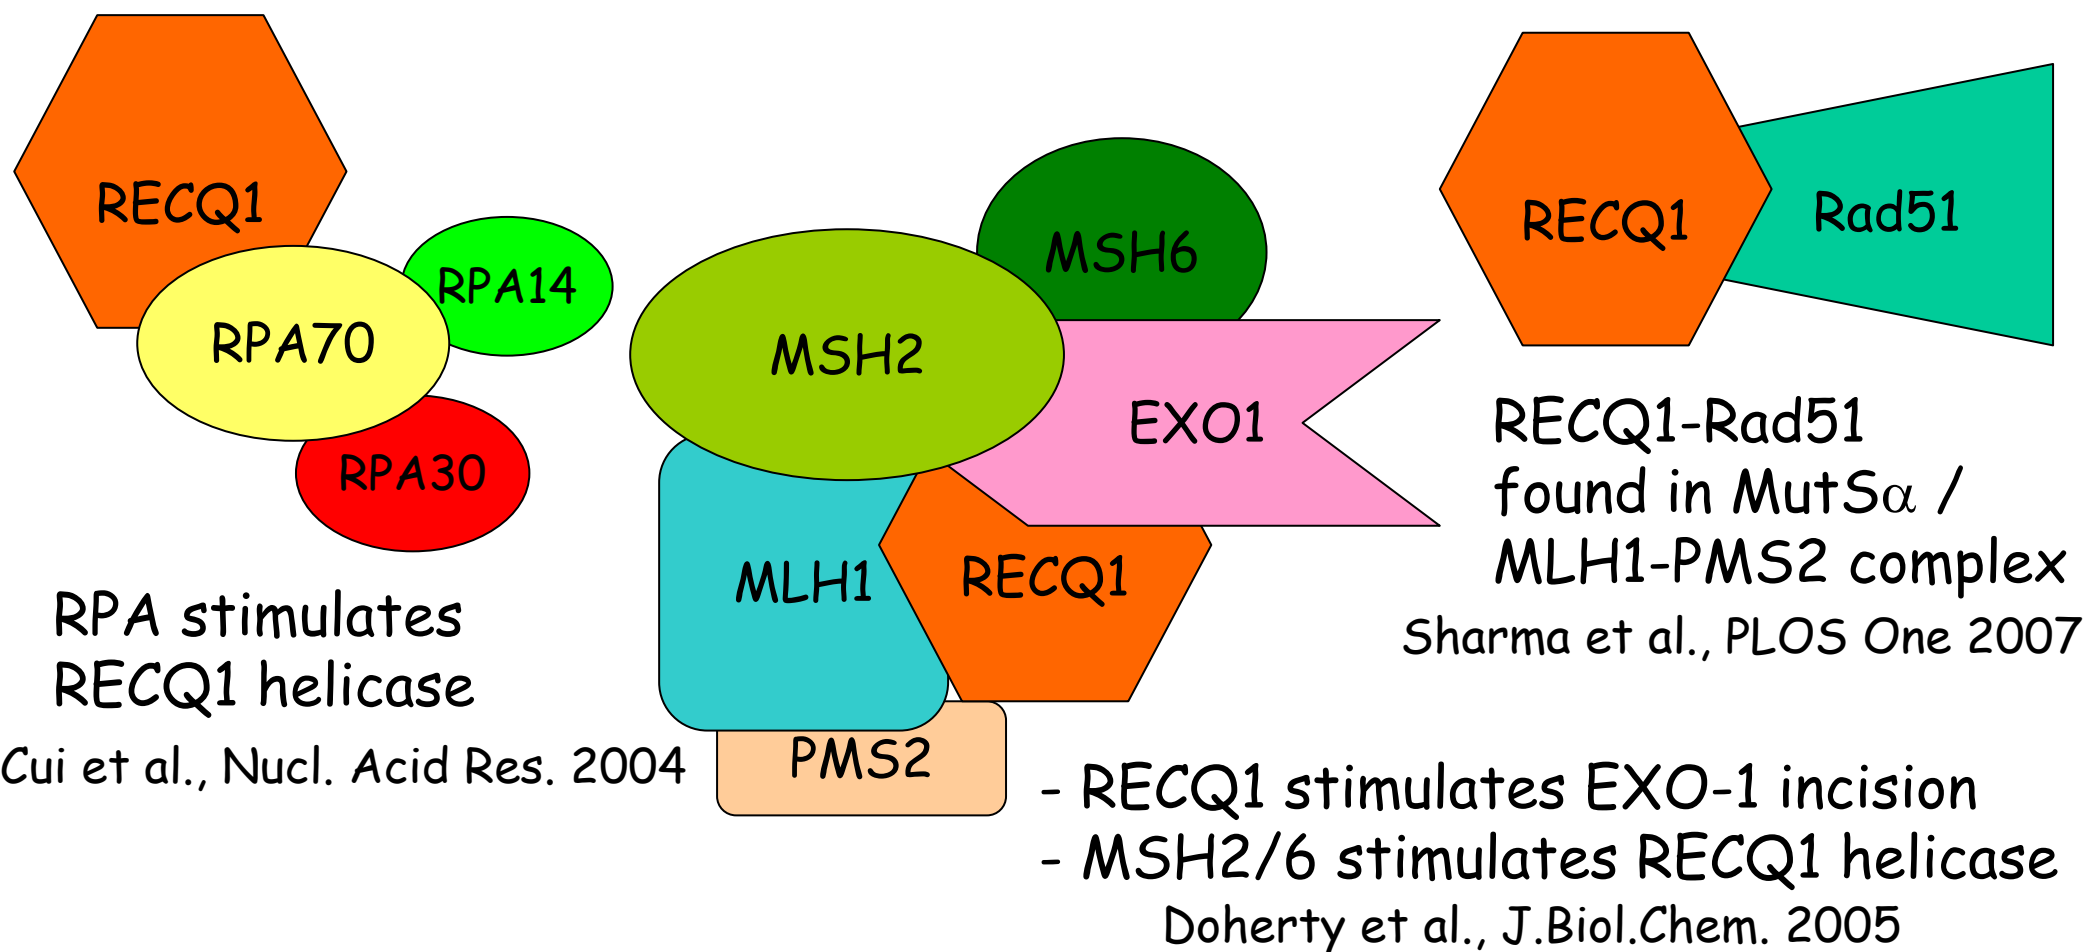 RECQ1
RPA14
RPA70
RPA30
RPA stimulates
RECQ1 helicase
Cui et al., Nucl. Acid Res. 2004
MSH6
MSH2
EXO1
MLH1
RECQ1
PMS2
- RECQ1 stimulates EXO-1 incision
- MSH2/6 stimulates RECQ1 helicase
Doherty et al., J.Biol.Chem. 2005
RECQ1
Rad51
RECQ1-Rad51
found in MutSα /
MLH1-PMS2 complex
Sharma et al., PLOS One 2007